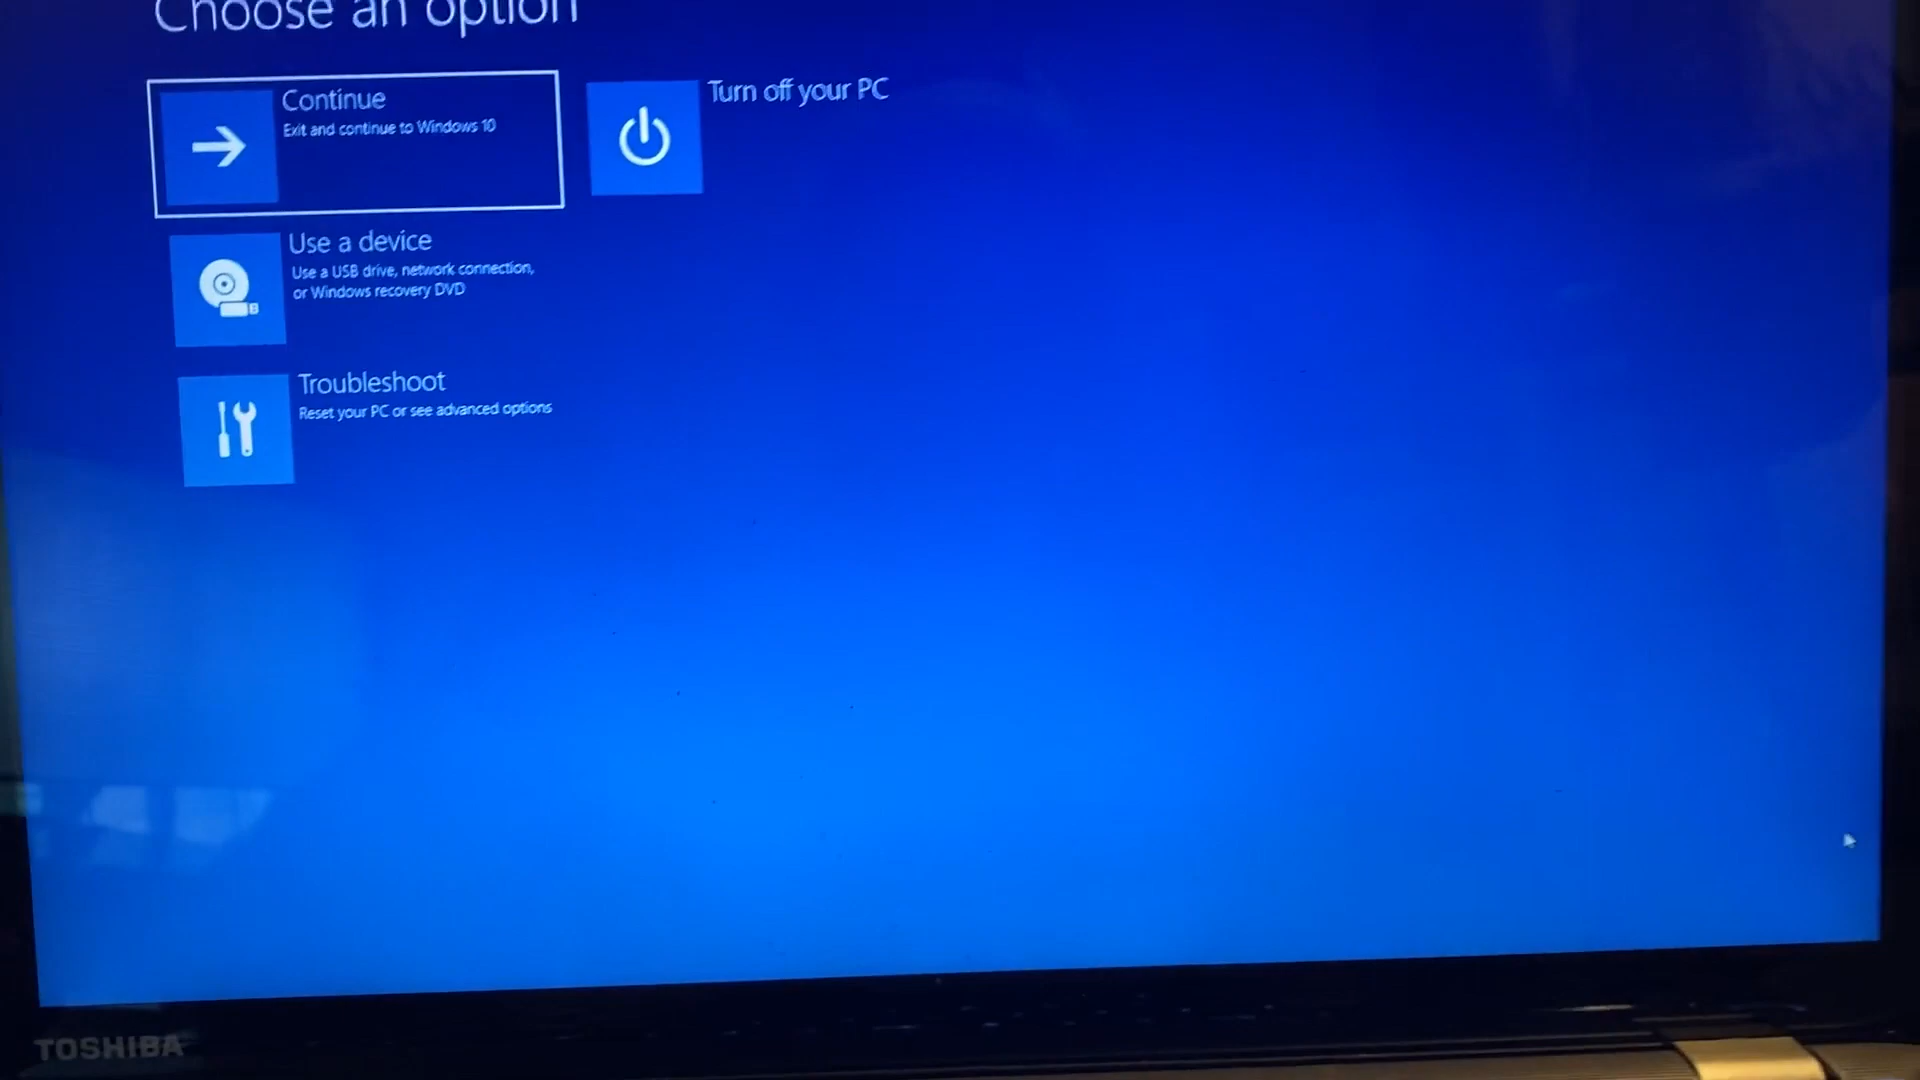 Choose an option
Continue
Exit and continue to Windows 10
Turn off your PC
Use a device
Use a USB drive, network connection,
or Windows recovery DVD
Troubleshoot
Reset your PC or see advanced options
TOSHIBA